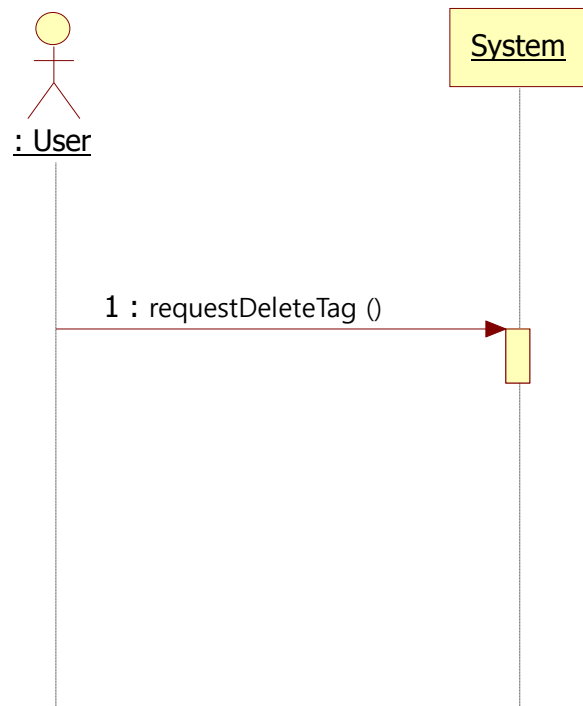 System
: User
1 : requestDeleteTag ()